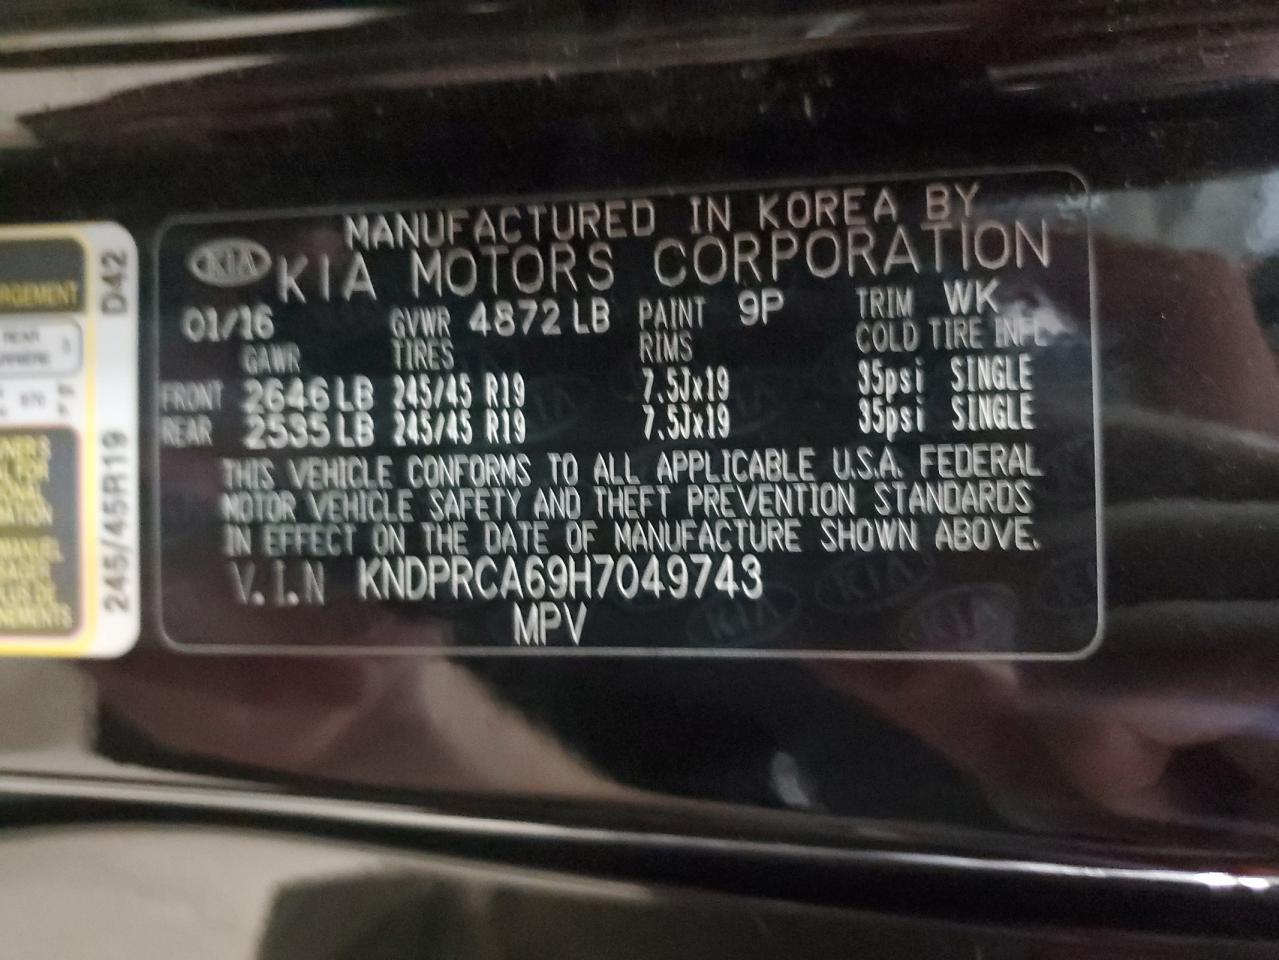 MANUFACTURED IN KOREA BY
KIA KIA MOTORS CORPORATION
01/16 GVWR 4872 LB PAINT 9P TRIM WK
GAWR TIRES RIMS COLD TIRE INFL
FRONT 2646 LB 245/45 R19 7.5Jx19 35psi SINGLE
REAR 2535 LB 245/45 R19 7.5Jx19 35psi SINGLE
THIS VEHICLE CONFORMS TO ALL APPLICABLE U.S.A. FEDERAL
MOTOR VEHICLE SAFETY AND THEFT PREVENTION STANDARDS
IN EFFECT ON THE DATE OF MANUFACTURE SHOWN ABOVE.
V.I.N KNDPRCA69H7049743
MPV
D42
245/45R19
REAR